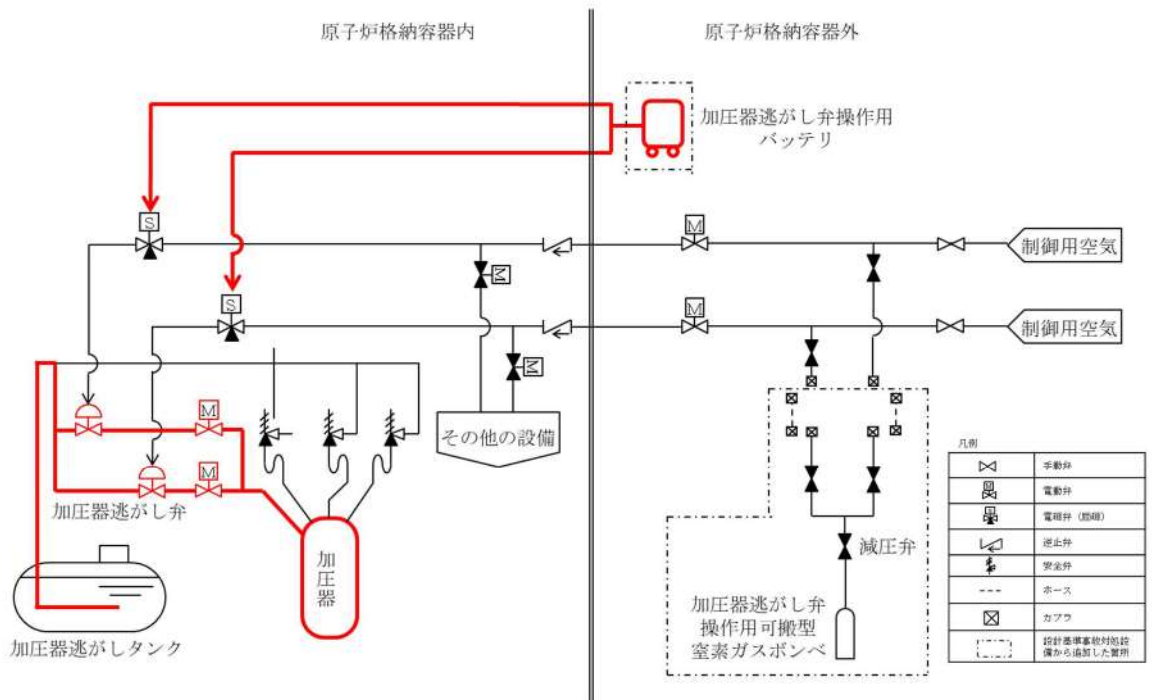 原子炉格納容器内
原子炉格納容器外
加圧器逃がし弁操作用
バッテリ
S
M
制御用空気
M
S
M
制御用空気
M
M
M
その他の設備
加圧器逃がし弁
加圧器
減圧弁
加圧器逃がし弁
操作用可搬型
窒素ガスボンベ
加圧器逃がしタンク
凡例
手動弁
M
電動弁
S
電磁弁
逆止弁
安全弁
ホース
カプラ
設計基準事故対処設
備から追加した箇所